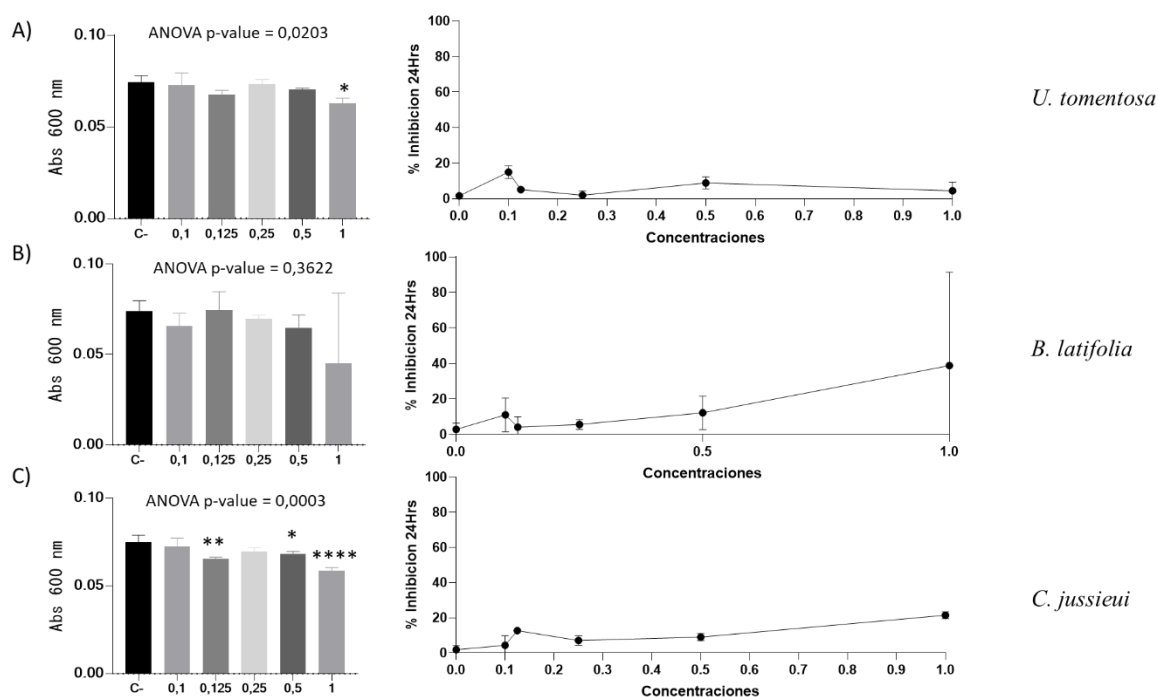 A)
ANOVA p-value = 0,0203
Abs 600 nm
0.10
0.05
0.00
*
C- 0,1 0,125 0,25 0,5 1
% Inhibicion 24Hrs
100
80
60
40
20
0
0.0 0.1 0.2 0.3 0.4 0.5 0.6 0.7 0.8 0.9 1.0
Concentraciones
U. tomentosa
B)
ANOVA p-value = 0,3622
Abs 600 nm
0.10
0.05
0.00
C- 0,1 0,125 0,25 0,5 1
% Inhibicion 24Hrs
100
80
60
40
20
0
0.0 0.5 1.0
Concentraciones
B. latifolia
C)
ANOVA p-value = 0,0003
Abs 600 nm
0.10
0.05
0.00
** * ****
C- 0,1 0,125 0,25 0,5 1
% Inhibicion 24Hrs
100
80
60
40
20
0
0.0 0.1 0.2 0.3 0.4 0.5 0.6 0.7 0.8 0.9 1.0
Concentraciones
C. jussieui